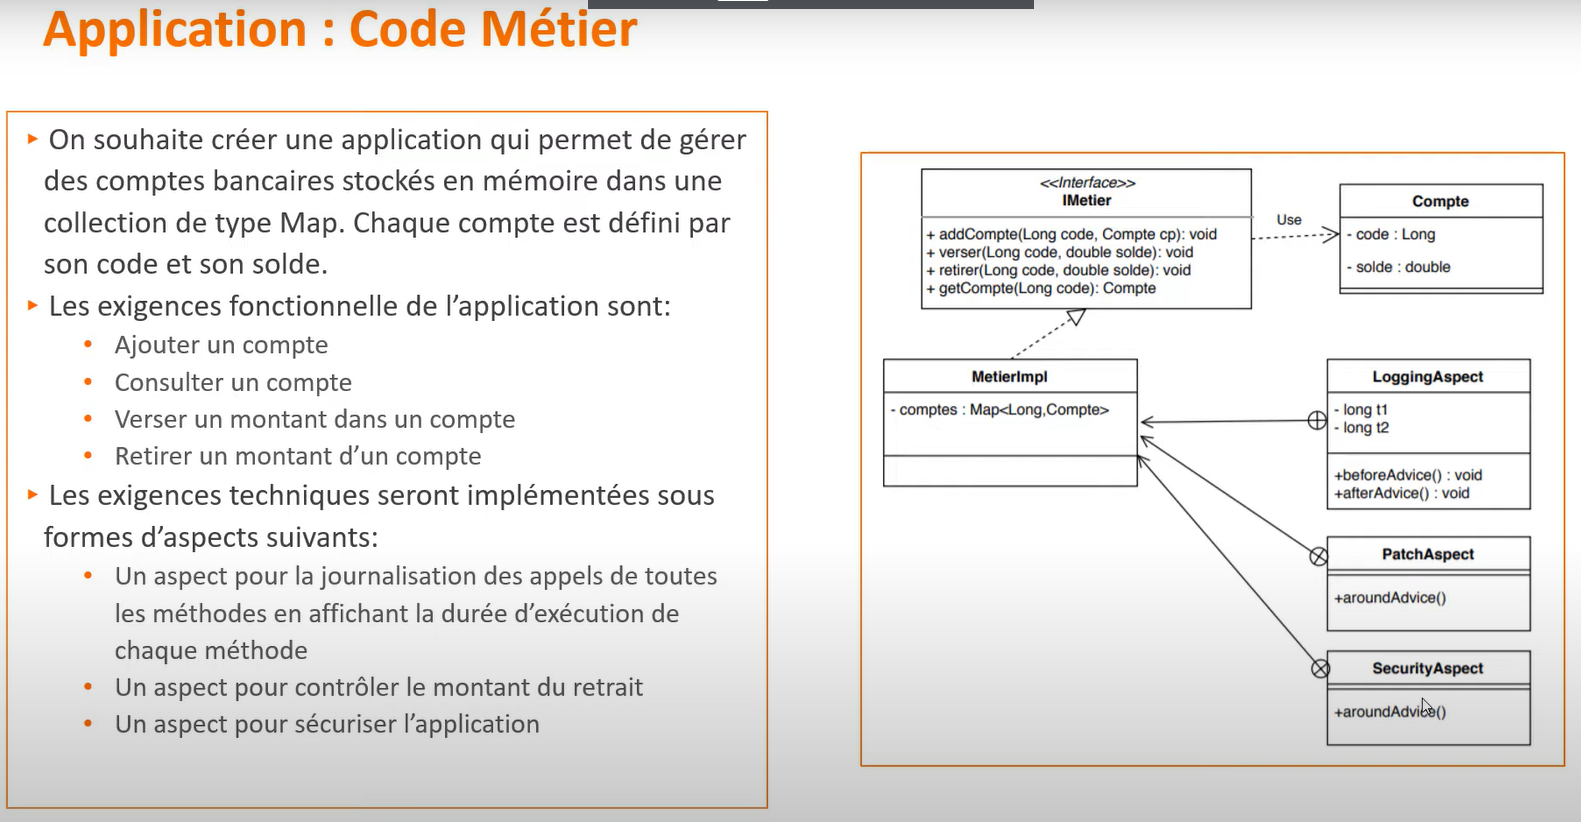 Application : Code Métier
On souhaite créer une application qui permet de gérer
des comptes bancaires stockés en mémoire dans une
collection de type Map. Chaque compte est défini par
son code et son solde.
Les exigences fonctionnelle de l’application sont:
Ajouter un compte
Consulter un compte
Verser un montant dans un compte
Retirer un montant d’un compte
Les exigences techniques seront implémentées sous
formes d’aspects suivants:
Un aspect pour la journalisation des appels de toutes
les méthodes en affichant la durée d’exécution de
chaque méthode
Un aspect pour contrôler le montant du retrait
Un aspect pour sécuriser l’application
<<Interface>>
IMetier
+ addCompte(Long code, Compte cp): void
+ verser(Long code, double solde): void
+ retirer(Long code, double solde): void
+ getCompte(Long code): Compte
Use
Compte
- code : Long
- solde : double
MetierImpl
- comptes : Map<Long,Compte>
LoggingAspect
- long t1
- long t2
+beforeAdvice() : void
+afterAdvice() : void
PatchAspect
+aroundAdvice()
SecurityAspect
+aroundAdvice()